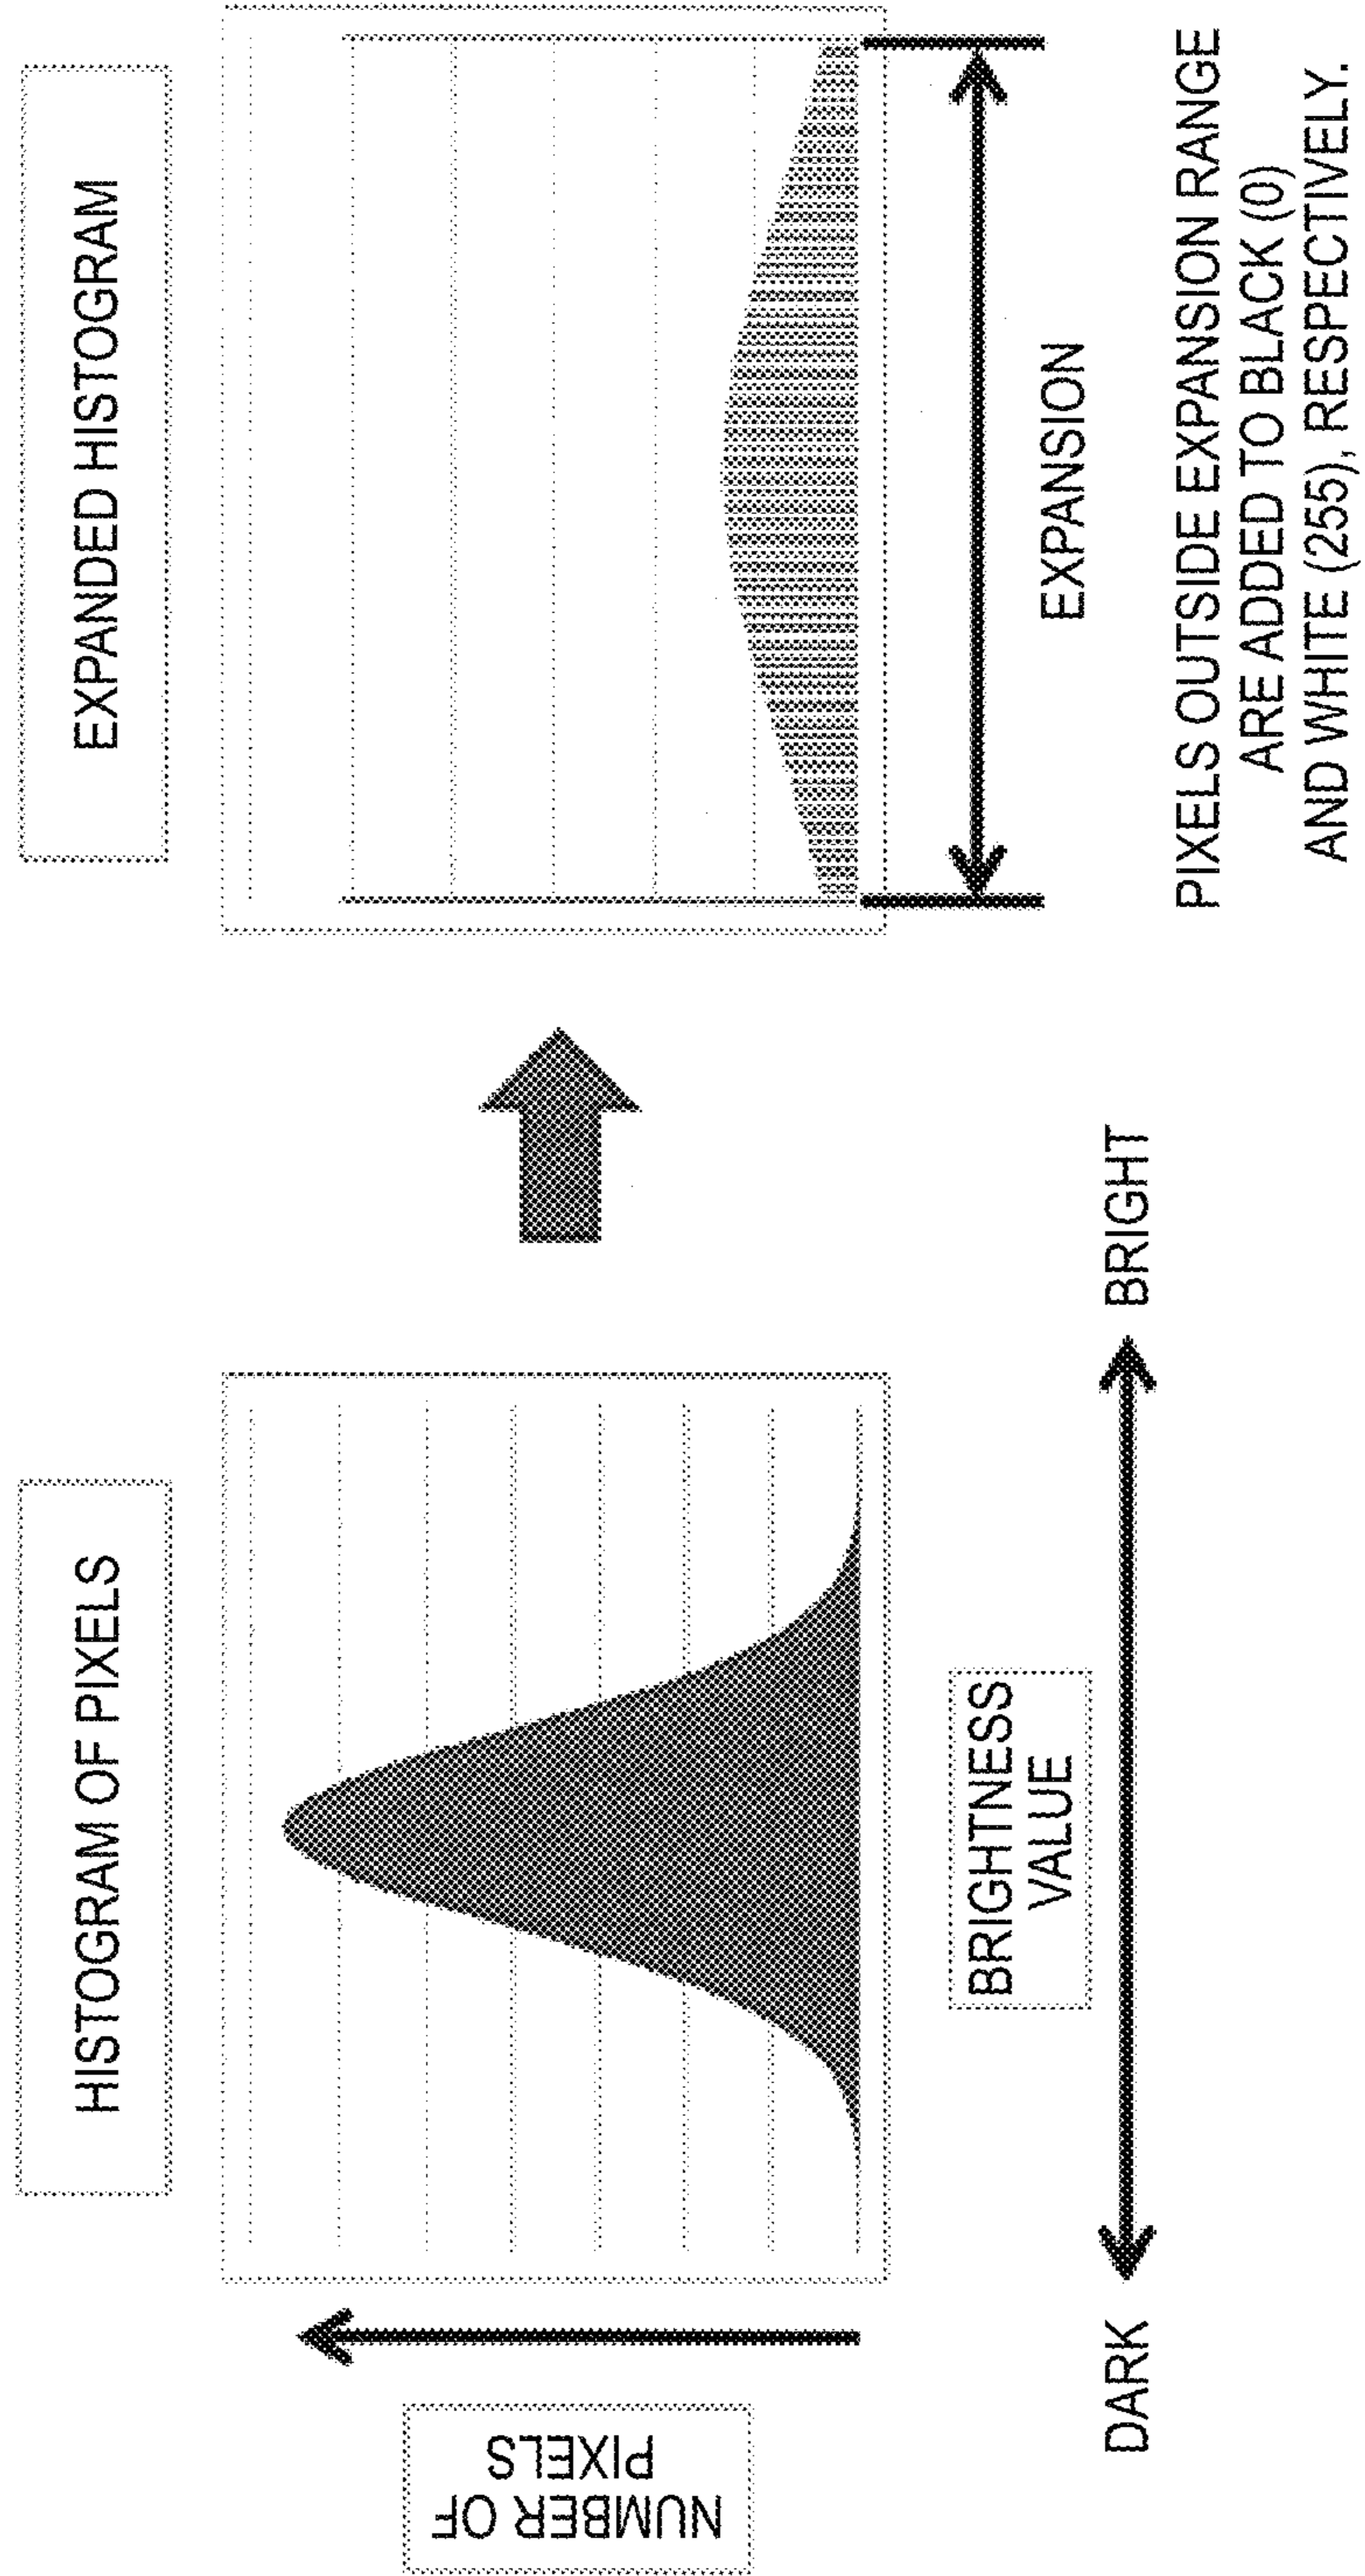 HISTOGRAM OF PIXELS
NUMBER OF
PIXELS
BRIGHTNESS
VALUE
DARK
BRIGHT
EXPANDED HISTOGRAM
EXPANSION
PIXELS OUTSIDE EXPANSION RANGE
ARE ADDED TO BLACK (0)
AND WHITE (255), RESPECTIVELY.